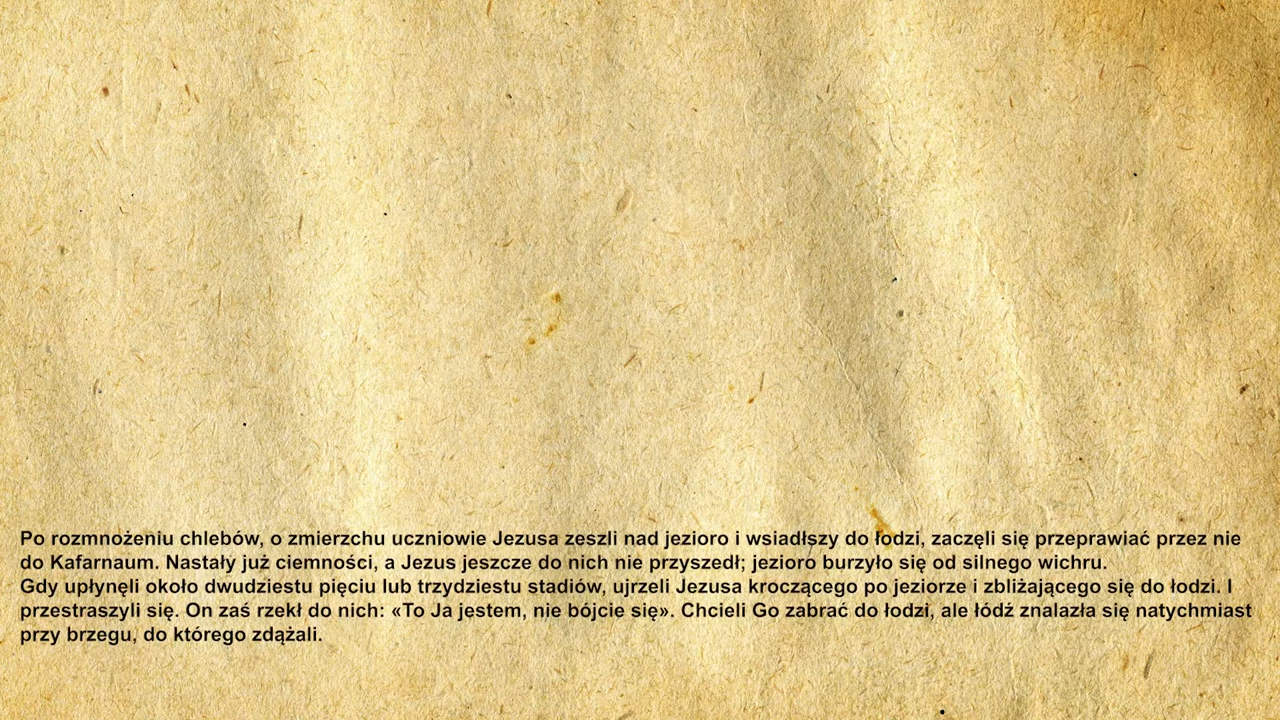 Po rozmnożeniu chlebów, o zmierzchu uczniowie Jezusa zeszli nad jezioro i wsiadłszy do łodzi, zaczęli się przeprawiać przez nie
do Kafarnaum. Nastały już ciemności, a Jezus jeszcze do nich nie przyszedł; jezioro burzyło się od silnego wichru.
Gdy upłynęli około dwudziestu pięciu lub trzydziestu stadiów, ujrzeli Jezusa kroczącego po jeziorze i zbliżającego się do łodzi. I
przestraszyli się. On zaś rzekł do nich: «To Ja jestem, nie bójcie się». Chcieli Go zabrać do łodzi, ale łódź znalazła się natychmiast
przy brzegu, do którego zdążali.